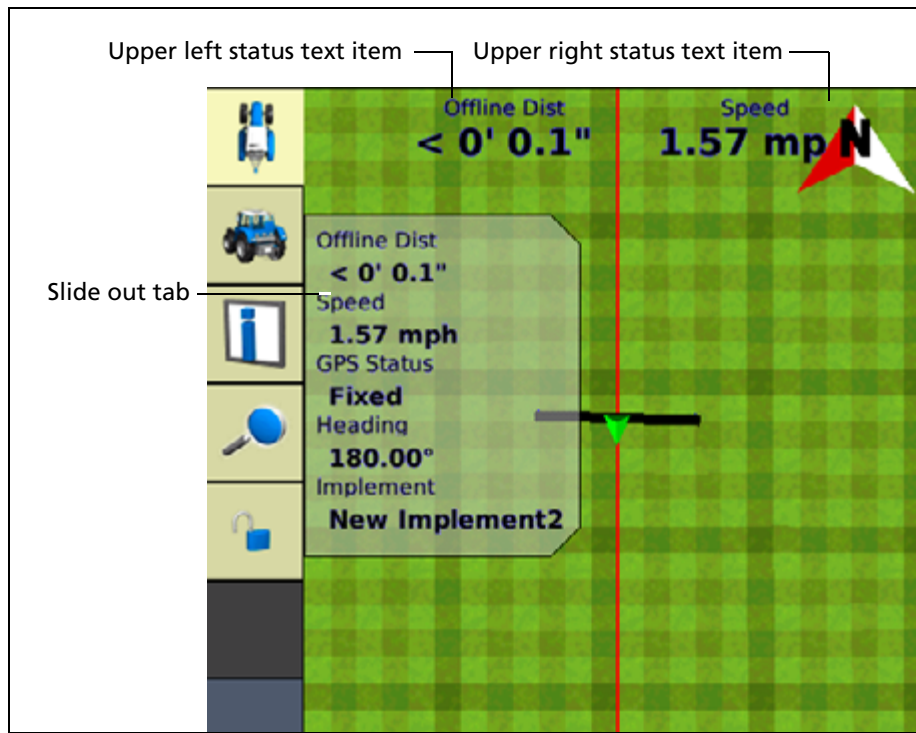 Upper left status text item
Upper right status text item
Offline Dist
< 0' 0.1"
Speed
1.57 mp
N
Slide out tab
Offline Dist
< 0' 0.1"
Speed
1.57 mph
GPS Status
Fixed
Heading
180.00°
Implement
New Implement2